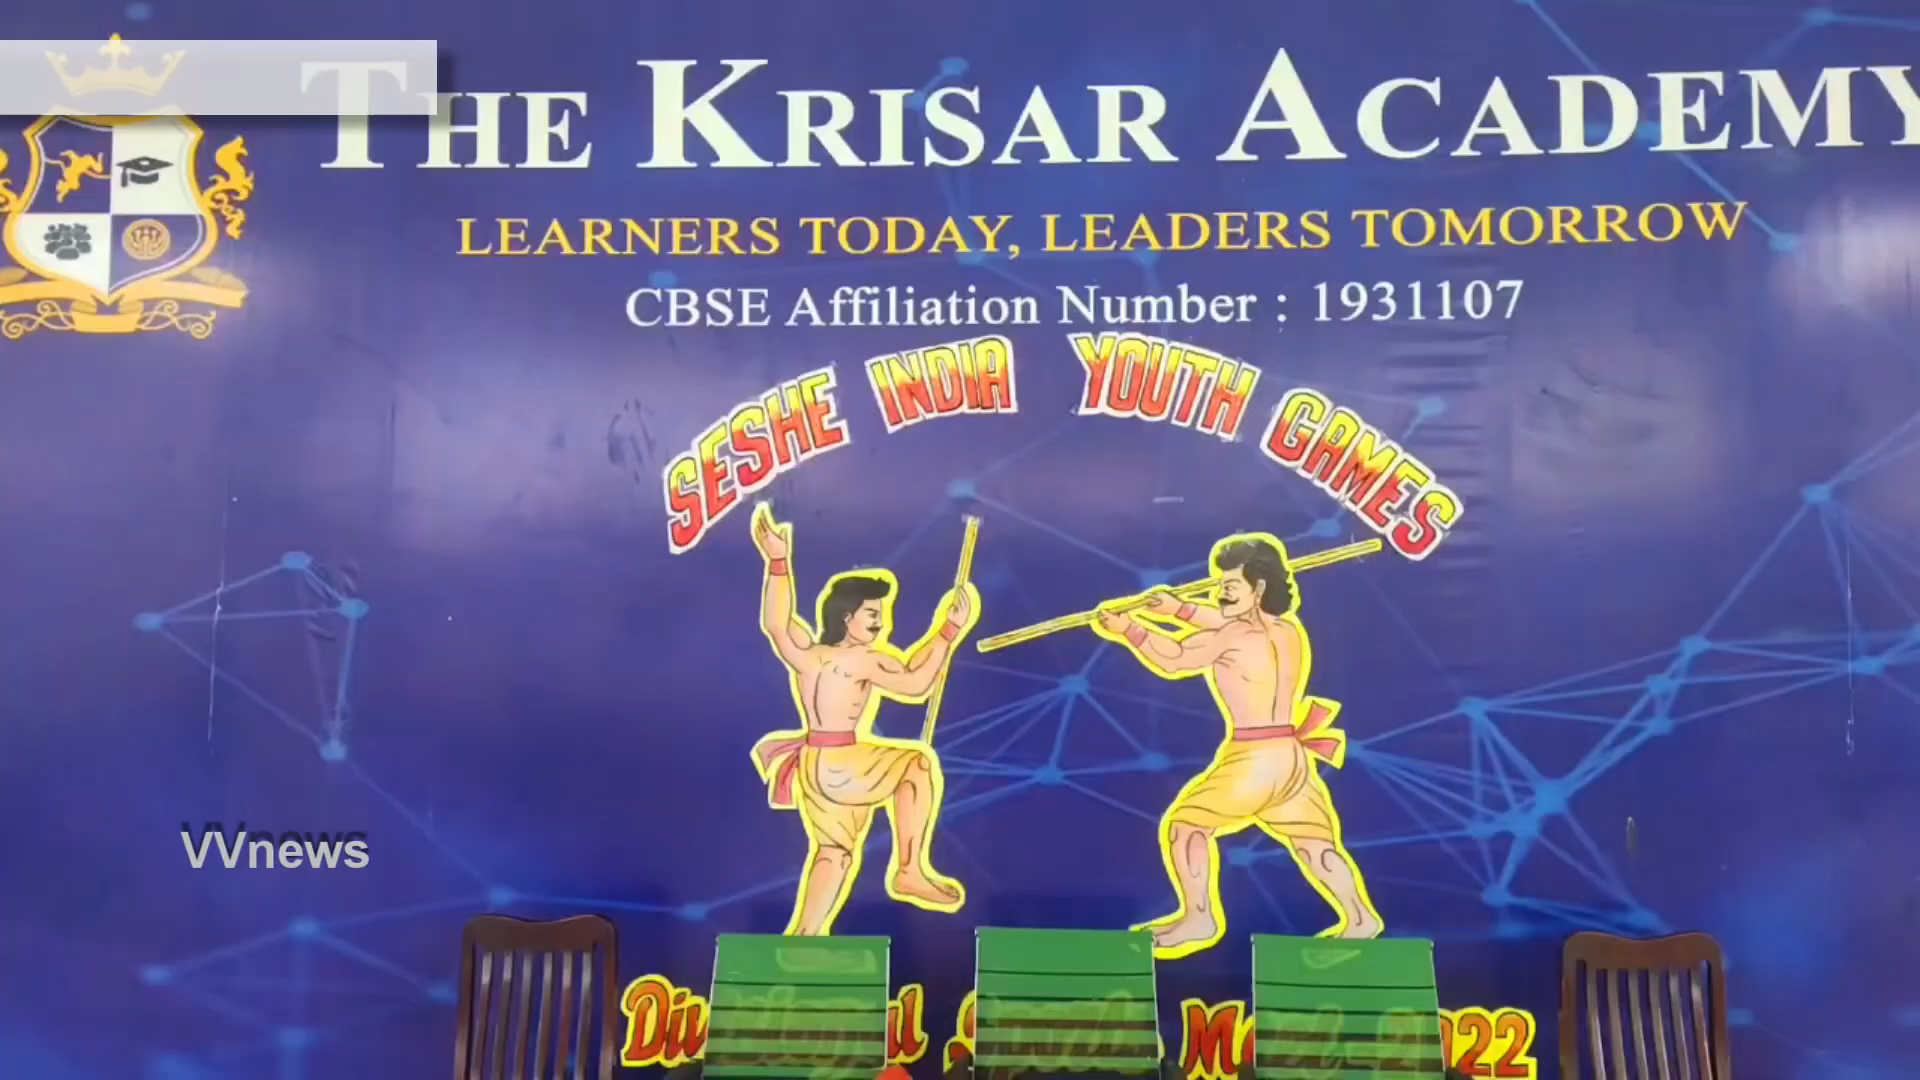 THE KRISAR ACADEMY
LEARNERS TODAY, LEADERS TOMORROW
CBSE Affiliation Number : 1931107
SESHE INDIA YOUTH GAMES
VVnews